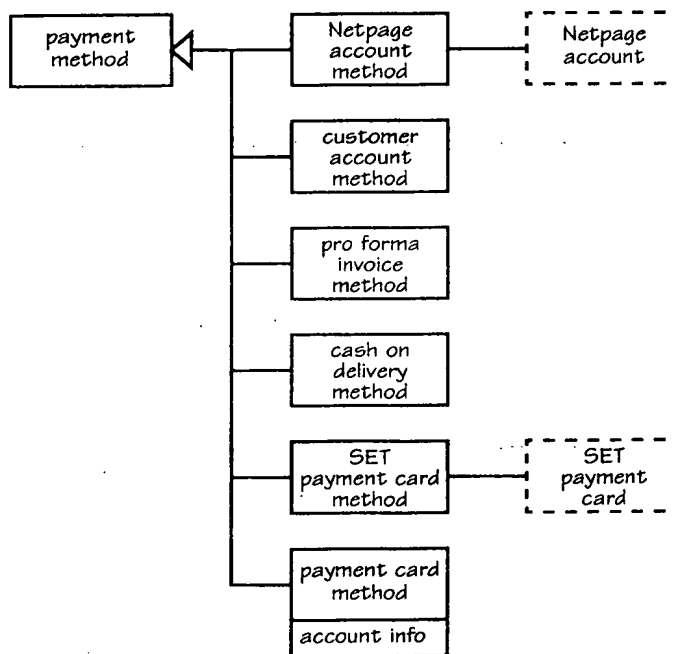 payment
method
Netpage
account
method
Netpage
account
customer
account
method
pro forma
invoice
method
cash on
delivery
method
SET
payment card
method
SET
payment
card
payment card
method
account info